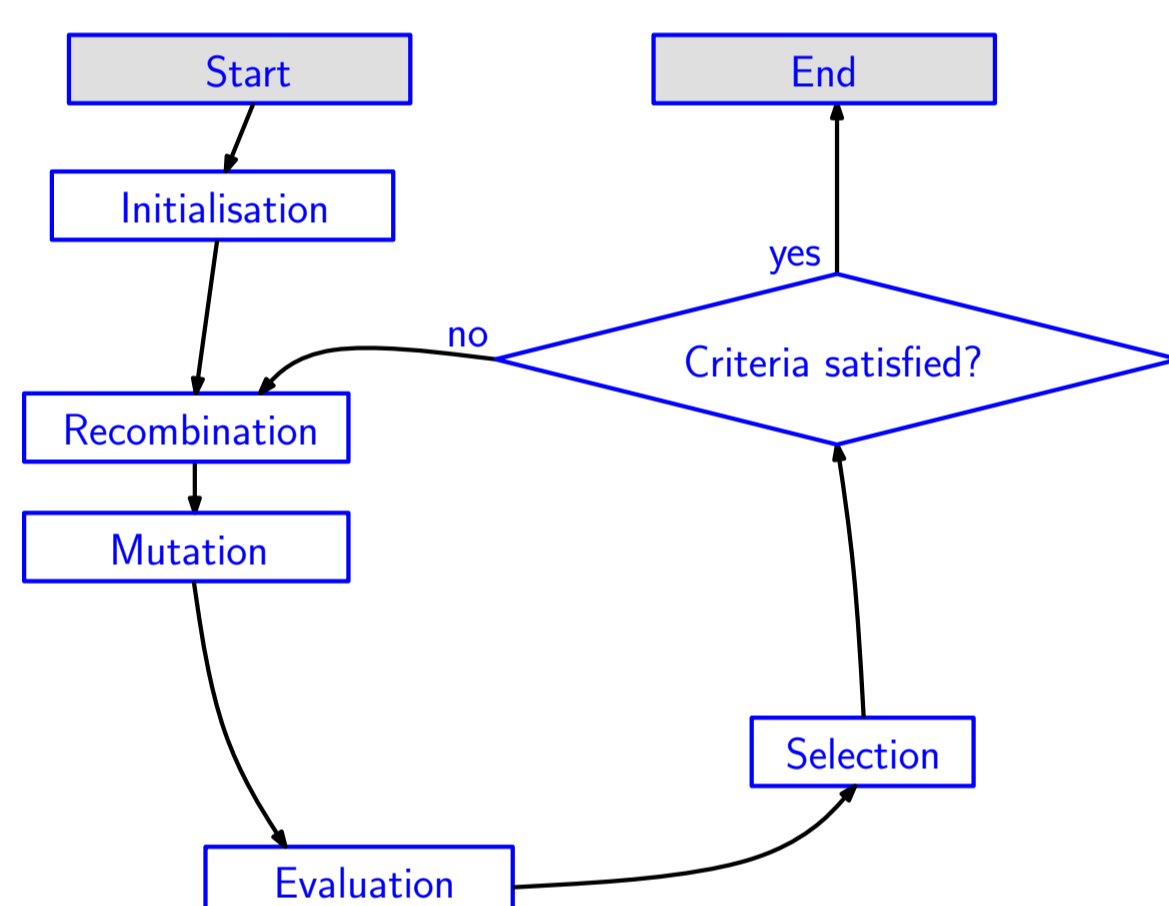 Start
End
Initialisation
yes
no
Criteria satisfied?
Recombination
Mutation
Selection
Evaluation